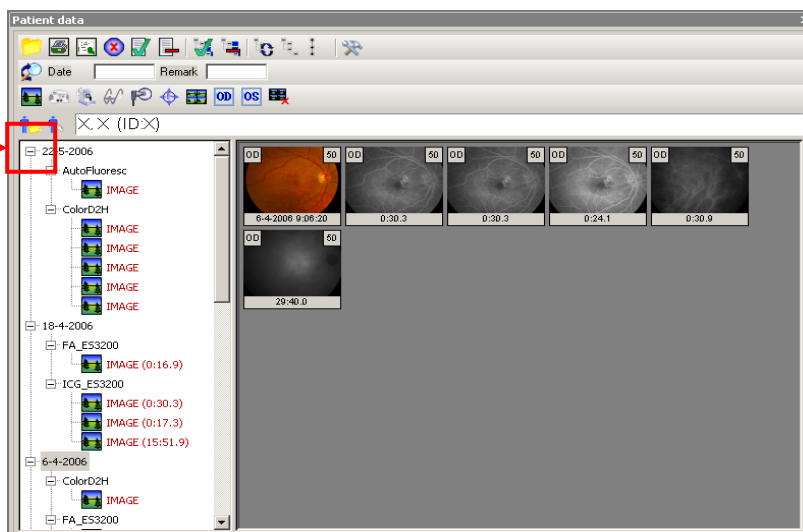 Patient data
Date Remark
OD OS
X, X (ID:X)
22-5-2006
AutoFluoresc
IMAGE
ColorD2H
IMAGE
IMAGE
IMAGE
IMAGE
IMAGE
18-4-2006
FA_ES3200
IMAGE (0:16.9)
ICG_ES3200
IMAGE (0:30.3)
IMAGE (0:17.3)
IMAGE (15:51.9)
6-4-2006
ColorD2H
IMAGE
FA_ES3200
OD 50 OD 50 OD 50 OD 50 OD 50
6-4-2006 9:06:20 0:30.3 0:30.3 0:24.1 0:30.9
OD 50
29:40.0